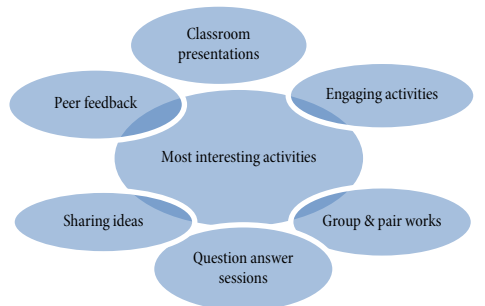 Classroom
presentations
Engaging activities
Peer feedback
Most interesting activities
Sharing ideas
Group & pair works
Question answer
sessions